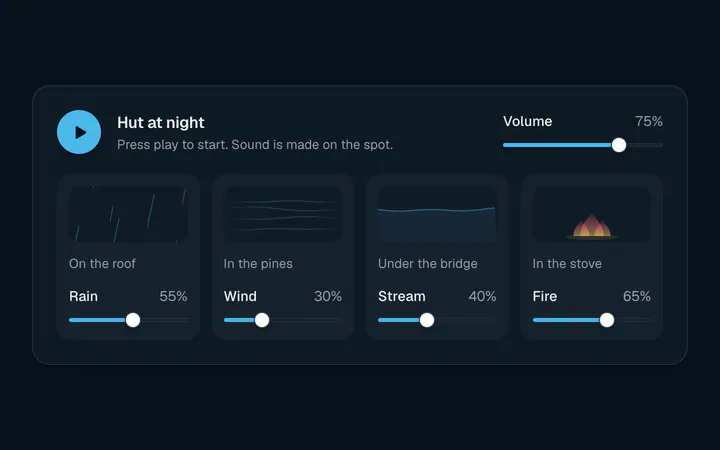 Hut at night
Press play to start. Sound is made on the spot.
Volume 75%
On the roof
Rain 55%
In the pines
Wind 30%
Under the bridge
Stream 40%
In the stove
Fire 65%